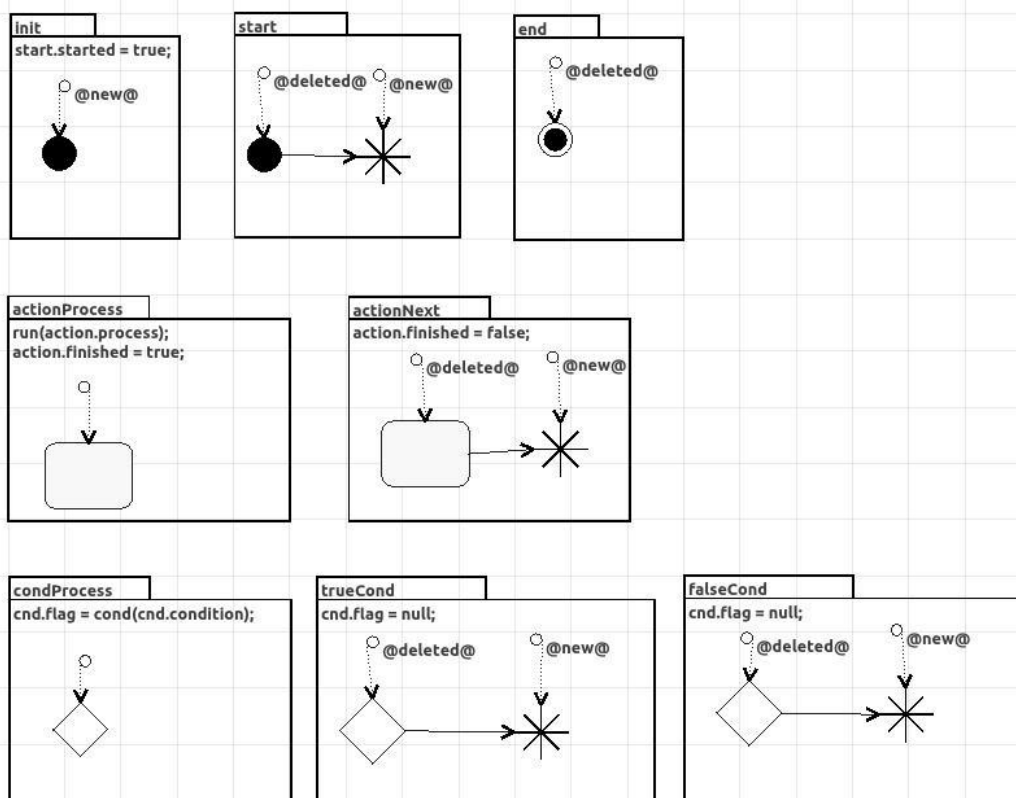 init
start.started = true;
@new@
start
@deleted@
@new@
end
@deleted@
actionProcess
run(action.process);
action.finished = true;
actionNext
action.finished = false;
@deleted@
@new@
condProcess
cnd.flag = cond(cnd.condition);
trueCond
cnd.flag = null;
@deleted@
@new@
falseCond
cnd.flag = null;
@deleted@
@new@